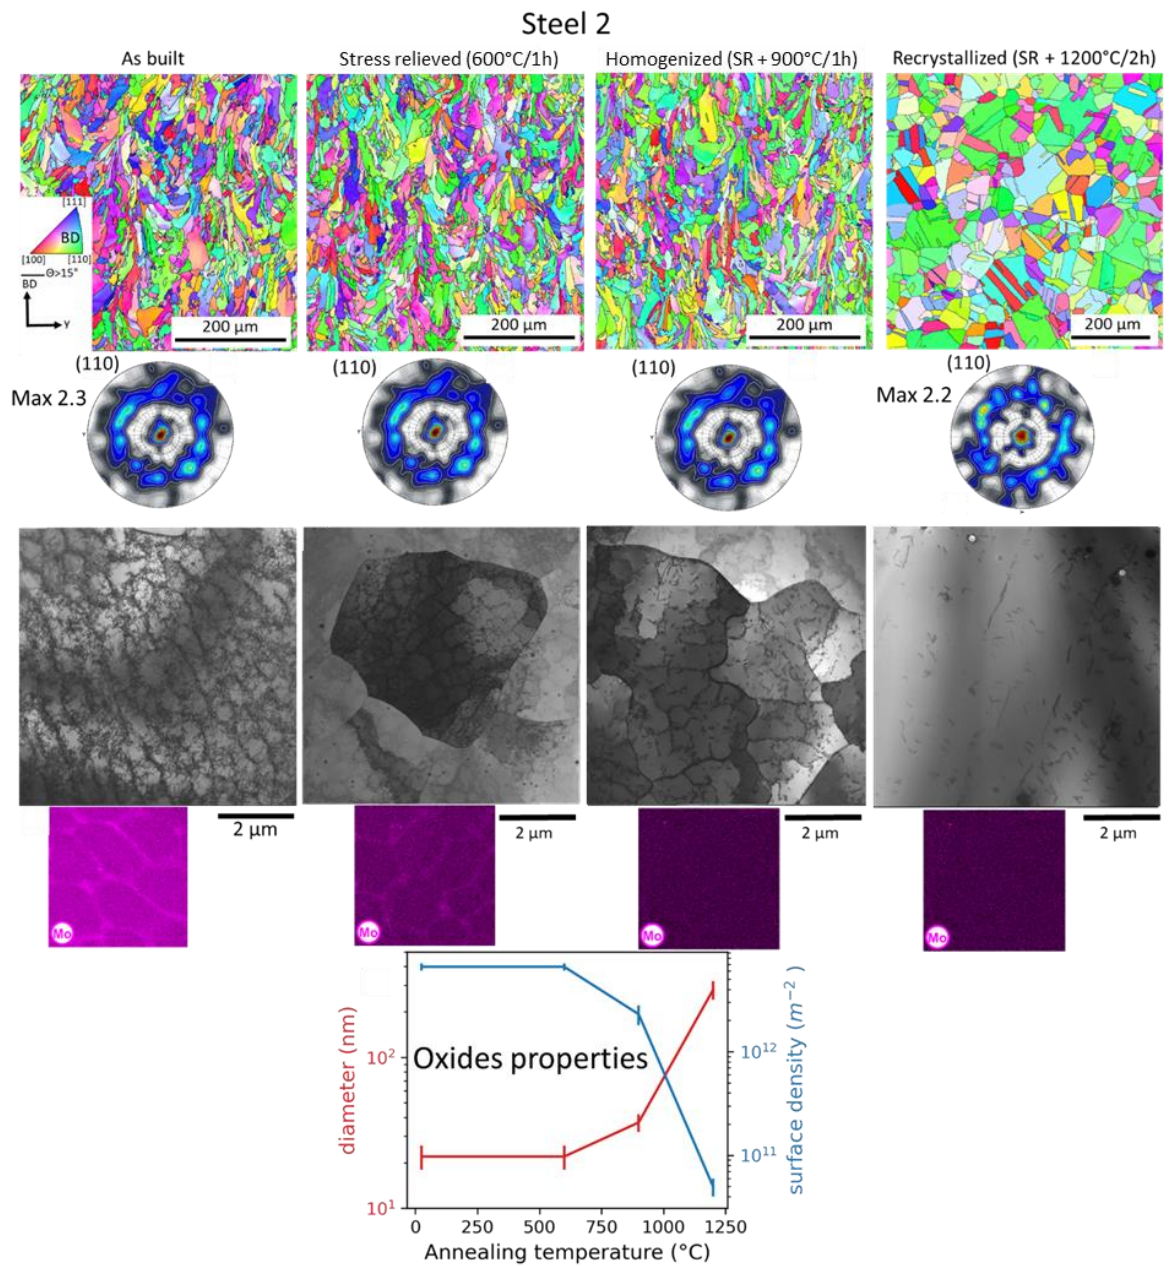 Steel 2
As built
Stress relieved (600°C/1h)
Homogenized (SR + 900°C/1h)
Recrystallized (SR + 1200°C/2h)
[111]
BD
[100] [110]
Θ>15°
BD
Y
200 µm
200 µm
200 µm
200 µm
(110)
(110)
(110)
(110)
Max 2.3
Max 2.2
2 µm
2 µm
2 µm
2 µm
Mo
Mo
Mo
Mo
diameter (nm)
10²
10¹
Oxides properties
10¹²
10¹¹
surface density (m⁻²)
0 250 500 750 1000 1250
Annealing temperature (°C)